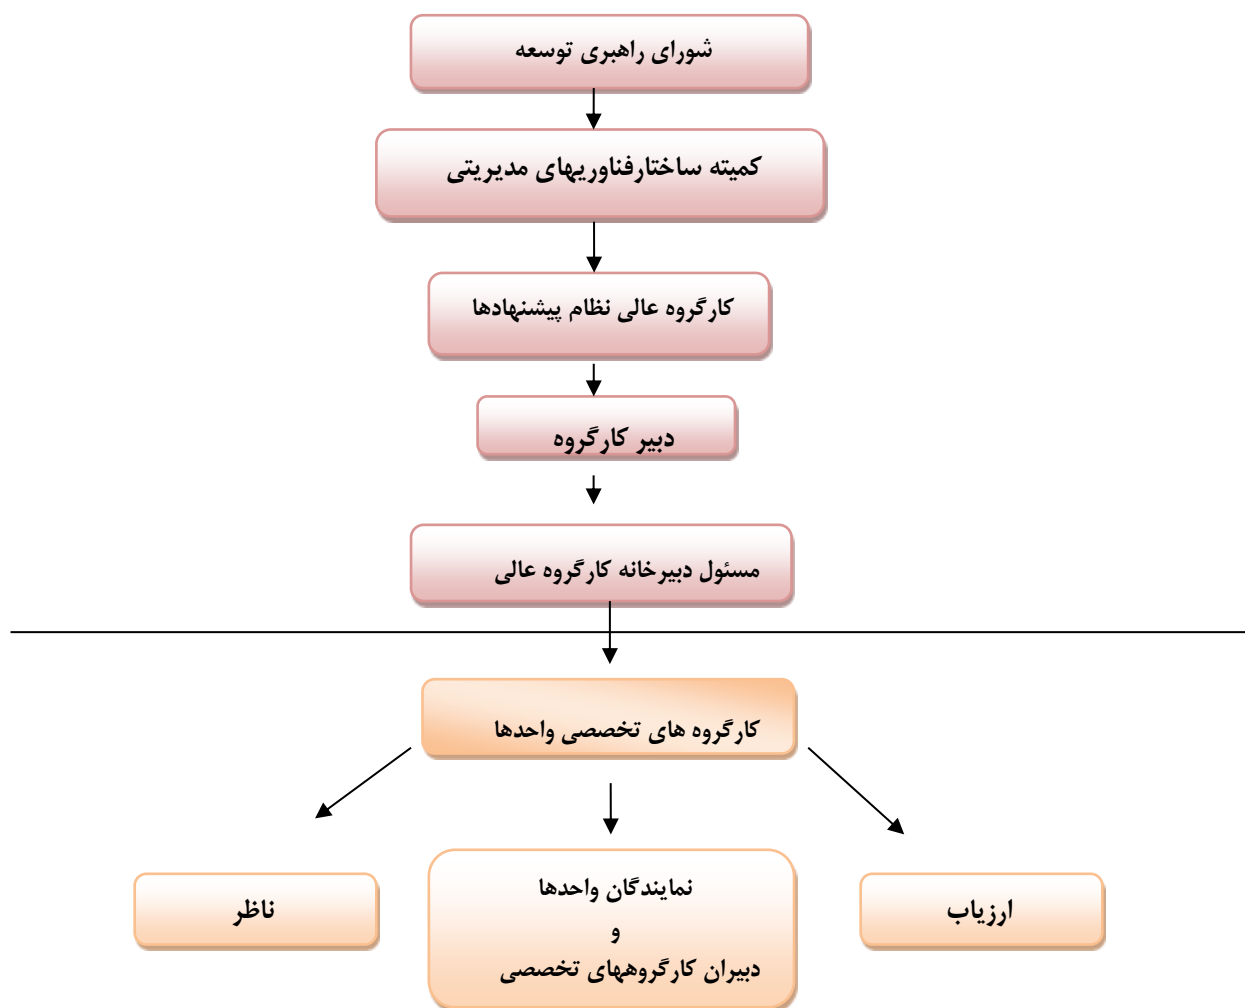 شورای راهبری توسعه
کمیته ساختارفناوریهای مدیریتی
کارگروه عالی نظام پیشنهادها
دبیر کارگروه
مسئول دبیرخانه کارگروه عالی
کارگروه های تخصصی واحدها
ارزیاب
نمایندگان واحدها
و
دبیران کارگروههای تخصصی
ناظر